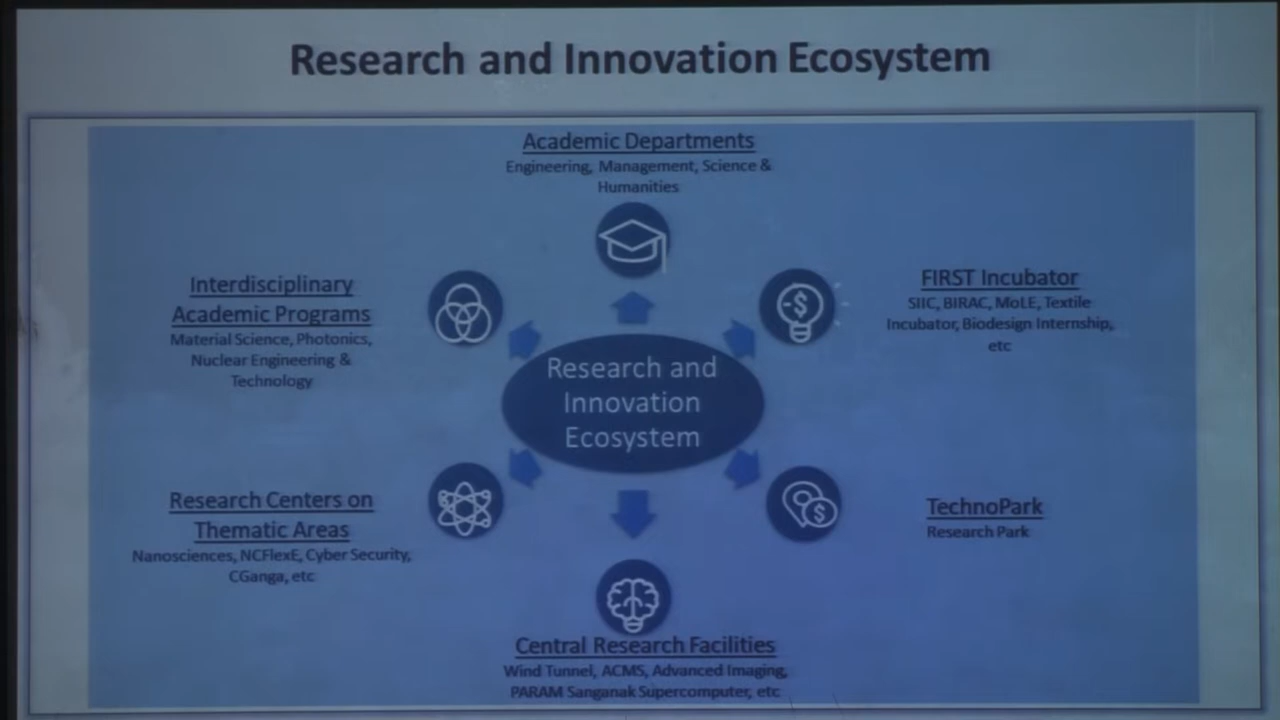 Research and Innovation Ecosystem
Academic Departments
Engineering, Management, Science &
Humanities
Interdisciplinary
Academic Programs
Material Science, Photonics,
Nuclear Engineering &
Technology
FIRST Incubator
SIIC, BIRAC, MoLE, Textile
Incubator, Biodesign Internship,
etc
Research and
Innovation
Ecosystem
Research Centers on
Thematic Areas
Nanosciences, NCFlexE, Cyber Security,
CGanga, etc
TechnoPark
Research Park
Central Research Facilities
Wind Tunnel, ACMS, Advanced Imaging,
PARAM Sanganak Supercomputer, etc